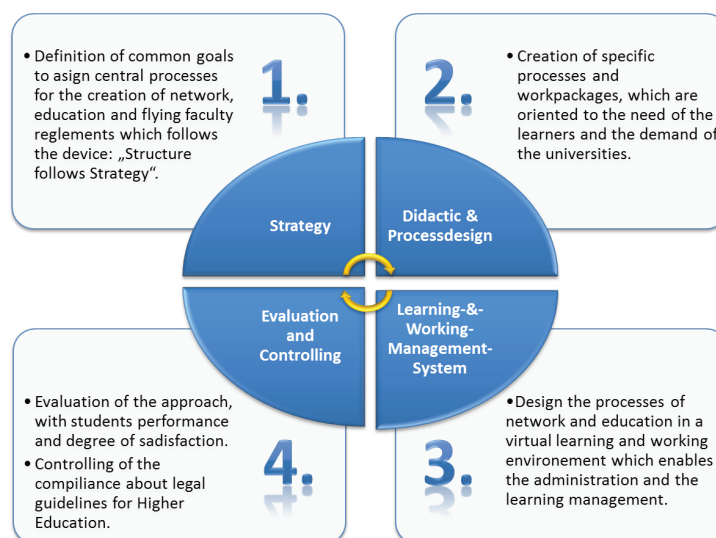 • Definition of common goals
to asign central processes
for the creation of network,
education and flying faculty
reglements which follows
the device: „Structure
follows Strategy“.
1.
2.
• Creation of specific
processes and
workpackages, which are
oriented to the need of the
learners and the demand of
the universities.
Strategy
Didactic &
Processdesign
Evaluation
and
Controlling
Learning-&-
Working-
Management-
System
• Evaluation of the approach,
with students performance
and degree of sadisfaction.
• Controlling of the
compiliance about legal
guidelines for Higher
Education.
4.
3.
•Design the processes of
network and education in a
virtual learning and working
environement which enables
the administration and the
learning management.